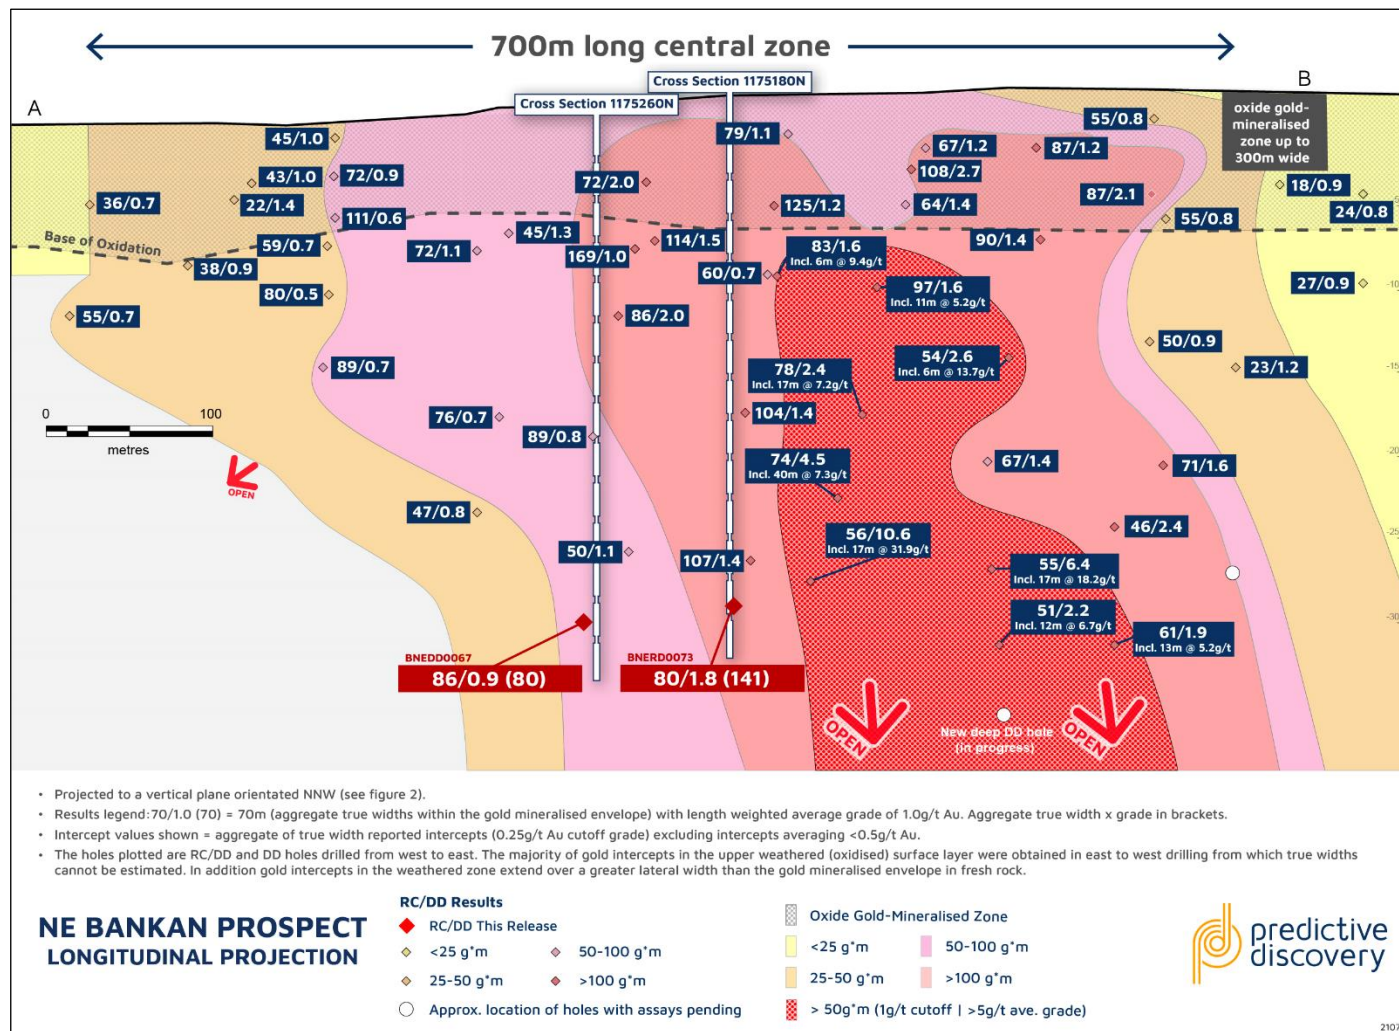 700m long central zone
A
B
Cross Section 1175180N
Cross Section 1175260N
oxide gold-
mineralised
zone up to
300m wide
45/1.0
79/1.1
55/0.8
67/1.2
87/1.2
43/1.0
72/0.9
72/2.0
108/2.7
87/2.1
18/0.9
36/0.7
22/1.4
111/0.6
125/1.2
64/1.4
55/0.8
24/0.8
Base of Oxidation
59/0.7
72/1.1
45/1.3
169/1.0
114/1.5
83/1.6
Incl. 6m @ 9.4g/t
90/1.4
38/0.9
60/0.7
97/1.6
Incl. 11m @ 5.2g/t
27/0.9
80/0.5
55/0.7
86/2.0
50/0.9
54/2.6
Incl. 6m @ 13.7g/t
89/0.7
78/2.4
Incl. 17m @ 7.2g/t
23/1.2
0
100
metres
76/0.7
104/1.4
89/0.8
74/4.5
Incl. 40m @ 7.3g/t
67/1.4
71/1.6
OPEN
47/0.8
46/2.4
50/1.1
107/1.4
56/10.6
Incl. 17m @ 31.9g/t
55/6.4
Incl. 17m @ 18.2g/t
51/2.2
Incl. 12m @ 6.7g/t
61/1.9
Incl. 13m @ 5.2g/t
BNEDD0067
86/0.9 (80)
BNERD0073
80/1.8 (141)
OPEN
New deep DD hole
(in progress)
OPEN
• Projected to a vertical plane orientated NNW (see figure 2).
• Results legend:70/1.0 (70) = 70m (aggregate true widths within the gold mineralised envelope) with length weighted average grade of 1.0g/t Au. Aggregate true width x grade in brackets.
• Intercept values shown = aggregate of true width reported intercepts (0.25g/t Au cutoff grade) excluding intercepts averaging <0.5g/t Au.
• The holes plotted are RC/DD and DD holes drilled from west to east. The majority of gold intercepts in the upper weathered (oxidised) surface layer were obtained in east to west drilling from which true widths
cannot be estimated. In addition gold intercepts in the weathered zone extend over a greater lateral width than the gold mineralised envelope in fresh rock.
NE BANKAN PROSPECT
LONGITUDINAL PROJECTION
RC/DD Results
RC/DD This Release
<25 g*m
50-100 g*m
25-50 g*m
>100 g*m
Approx. location of holes with assays pending
Oxide Gold-Mineralised Zone
<25 g*m
50-100 g*m
25-50 g*m
>100 g*m
> 50g*m (1g/t cutoff | >5g/t ave. grade)
predictive
discovery